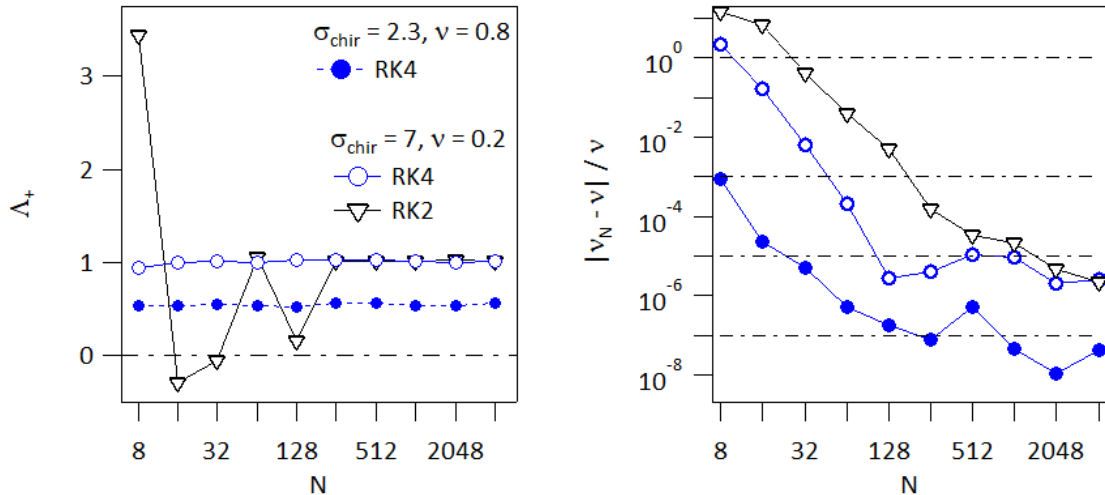 σchir = 2.3, ν = 0.8
RK4
σchir = 7, ν = 0.2
RK4
RK2
Λ+
3
2
1
0
8
32
128
512
2048
N
|νN - ν| / ν
10^0
10^-2
10^-4
10^-6
10^-8
8
32
128
512
2048
N